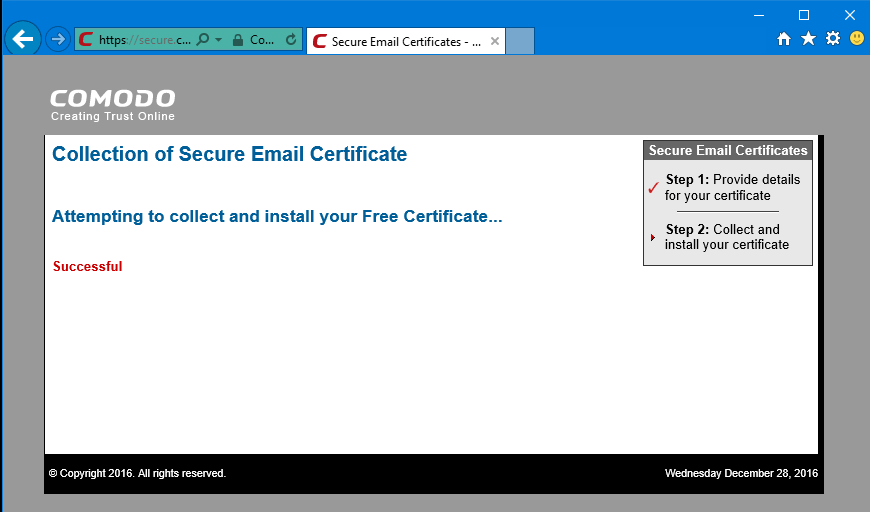 https://secure.c... Co...
Secure Email Certificates - ...
COMODO
Creating Trust Online
Collection of Secure Email Certificate
Attempting to collect and install your Free Certificate...
Successful
Secure Email Certificates
Step 1: Provide details
for your certificate
Step 2: Collect and
install your certificate
© Copyright 2016. All rights reserved.
Wednesday December 28, 2016